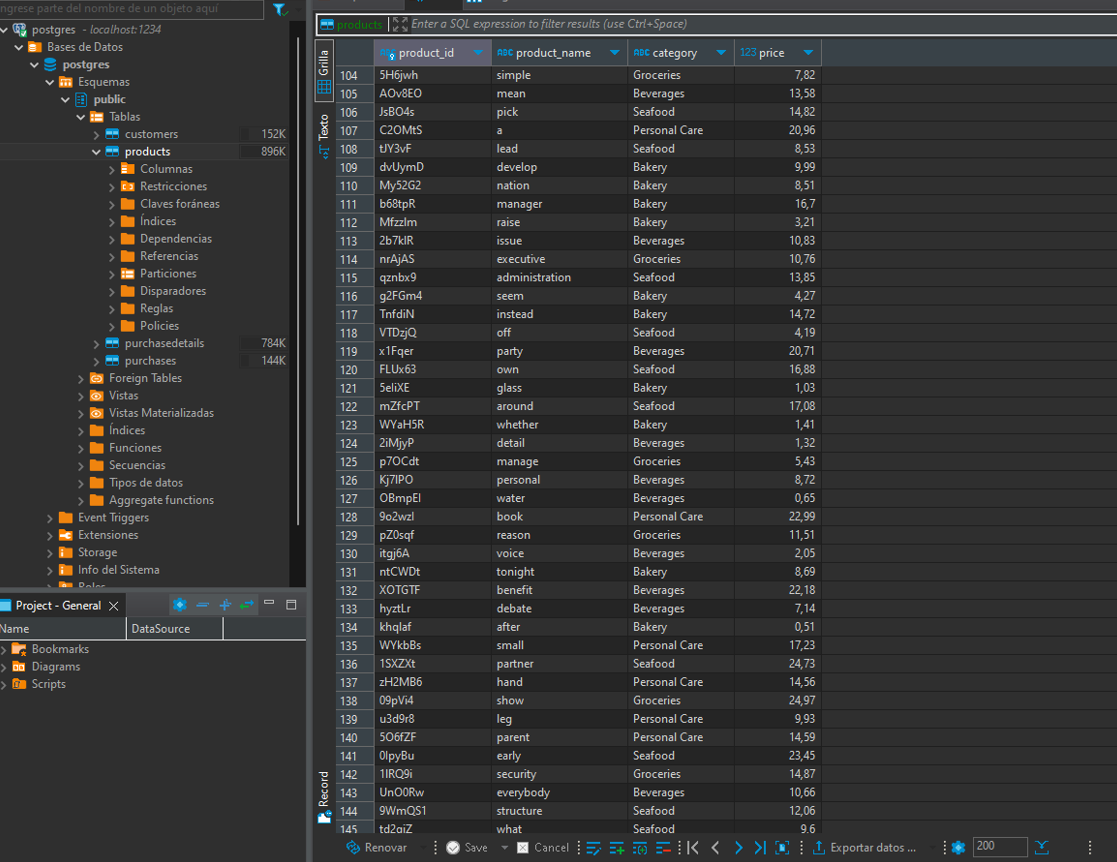 ngrese parte del nombre de un objeto aquí
postgres - localhost:1234
Bases de Datos
postgres
Esquemas
public
Tablas
customers 152K
products 896K
Columnas
Restricciones
Claves foráneas
Índices
Dependencias
Referencias
Particiones
Disparadores
Reglas
Policies
purchasedetails 784K
purchases 144K
Foreign Tables
Vistas
Vistas Materializadas
Índices
Funciones
Secuencias
Tipos de datos
Aggregate functions
Event Triggers
Extensiones
Storage
Info del Sistema
Roles
Project - General
Name DataSource
Bookmarks
Diagrams
Scripts
products Enter a SQL expression to filter results (use Ctrl+Space)
Grilla
Texto
Record
ABC product_id ABC product_name ABC category 123 price
104 5H6jwh simple Groceries 7,82
105 AOv8EO mean Beverages 13,58
106 JsBO4s pick Seafood 14,82
107 C2OMtS a Personal Care 20,96
108 tJY3vF lead Seafood 8,53
109 dvUymD develop Bakery 9,99
110 My52G2 nation Bakery 8,51
111 b68tpR manager Bakery 16,7
112 Mfzzlm raise Bakery 3,21
113 2b7klR issue Beverages 10,83
114 nrAjAS executive Groceries 10,76
115 qznbx9 administration Seafood 13,85
116 g2FGm4 seem Bakery 4,27
117 TnfdiN instead Bakery 14,72
118 VTDzjQ off Seafood 4,19
119 x1Fqer party Beverages 20,71
120 FLUx63 own Seafood 16,88
121 5eliXE glass Bakery 1,03
122 mZfcPT around Seafood 17,08
123 WYaH5R whether Bakery 1,41
124 2iMjyP detail Beverages 1,32
125 p7OCdt manage Groceries 5,43
126 Kj7IPO personal Beverages 8,72
127 OBmpEI water Beverages 0,65
128 9o2wzl book Personal Care 22,99
129 pZ0sqf reason Groceries 11,51
130 itgj6A voice Beverages 2,05
131 ntCWDt tonight Bakery 8,69
132 XOTGTF benefit Beverages 22,18
133 hyztLr debate Beverages 7,14
134 khqlaf after Bakery 0,51
135 WYkbBs small Personal Care 17,23
136 1SXZXt partner Seafood 24,73
137 zH2MB6 hand Personal Care 14,56
138 09pVi4 show Groceries 24,97
139 u3d9r8 leg Personal Care 9,93
140 5O6fZF parent Personal Care 14,59
141 0lpyBu early Seafood 23,45
142 1IRQ9i security Groceries 14,87
143 UnO0Rw everybody Beverages 10,66
144 9WmQS1 structure Seafood 12,06
145 td2qiZ what Seafood 9,6
Renovar Save Cancel Exportar datos ... 200